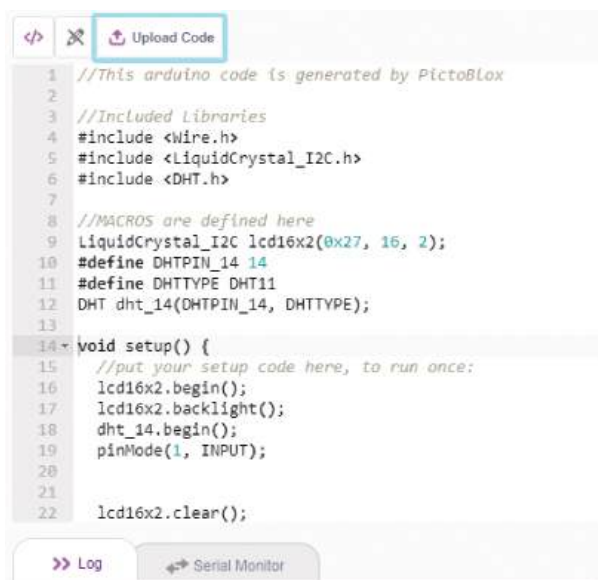 </> Upload Code
1 //This arduino code is generated by PictoBlox
2
3 //Included Libraries
4 #include <Wire.h>
5 #include <LiquidCrystal_I2C.h>
6 #include <DHT.h>
7
8 //MACROS are defined here
9 LiquidCrystal_I2C lcd16x2(0x27, 16, 2);
10 #define DHTPIN_14 14
11 #define DHTTYPE DHT11
12 DHT dht_14(DHTPIN_14, DHTTYPE);
13
14 void setup() {
15 //put your setup code here, to run once:
16 lcd16x2.begin();
17 lcd16x2.backlight();
18 dht_14.begin();
19 pinMode(1, INPUT);
20
21
22 lcd16x2.clear();
>> Log Serial Monitor